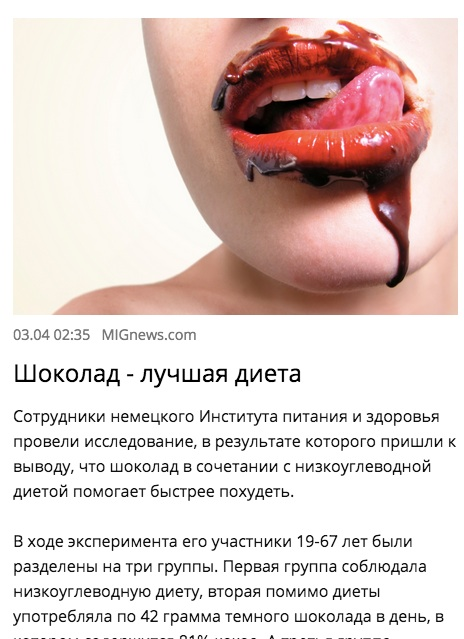 03.04 02:35 MIGnews.com
Шоколад - лучшая диета
Сотрудники немецкого Института питания и здоровья
провели исследование, в результате которого пришли к
выводу, что шоколад в сочетании с низкоуглеводной
диетой помогает быстрее похудеть.
В ходе эксперимента его участники 19-67 лет были
разделены на три группы. Первая группа соблюдала
низкоуглеводную диету, вторая помимо диеты
употребляла по 42 грамма темного шоколада в день, в
котором содержится 81% какао. А третья группа